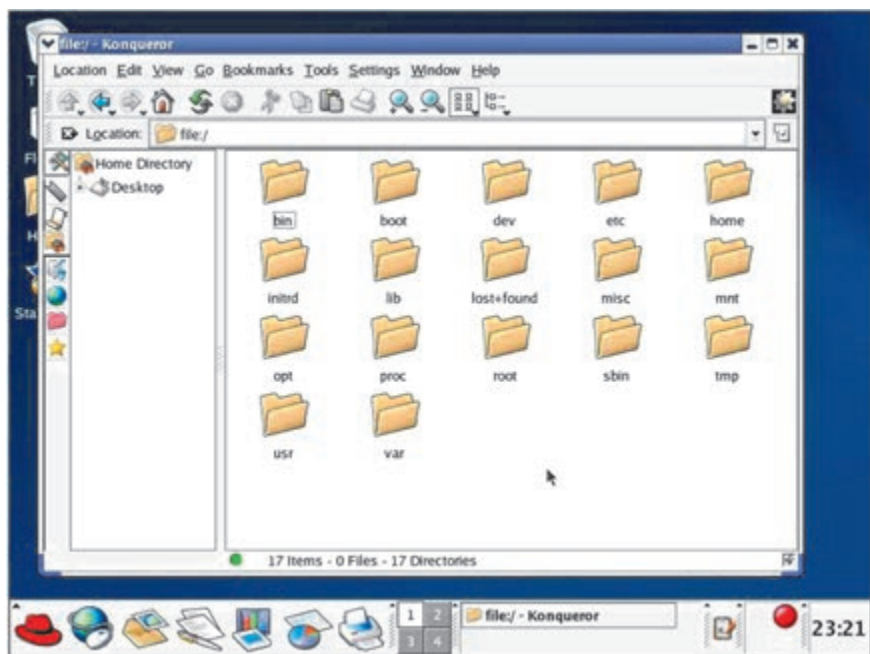 file:/ - Konqueror
Location Edit View Go Bookmarks Tools Settings Window Help
Location: file:/
Home Directory
Desktop
bin boot dev etc home
initrd lib lost+found misc mnt
opt proc root sbin tmp
usr var
17 Items - 0 Files - 17 Directories
1 2
3 4
file:/ - Konqueror
23:21